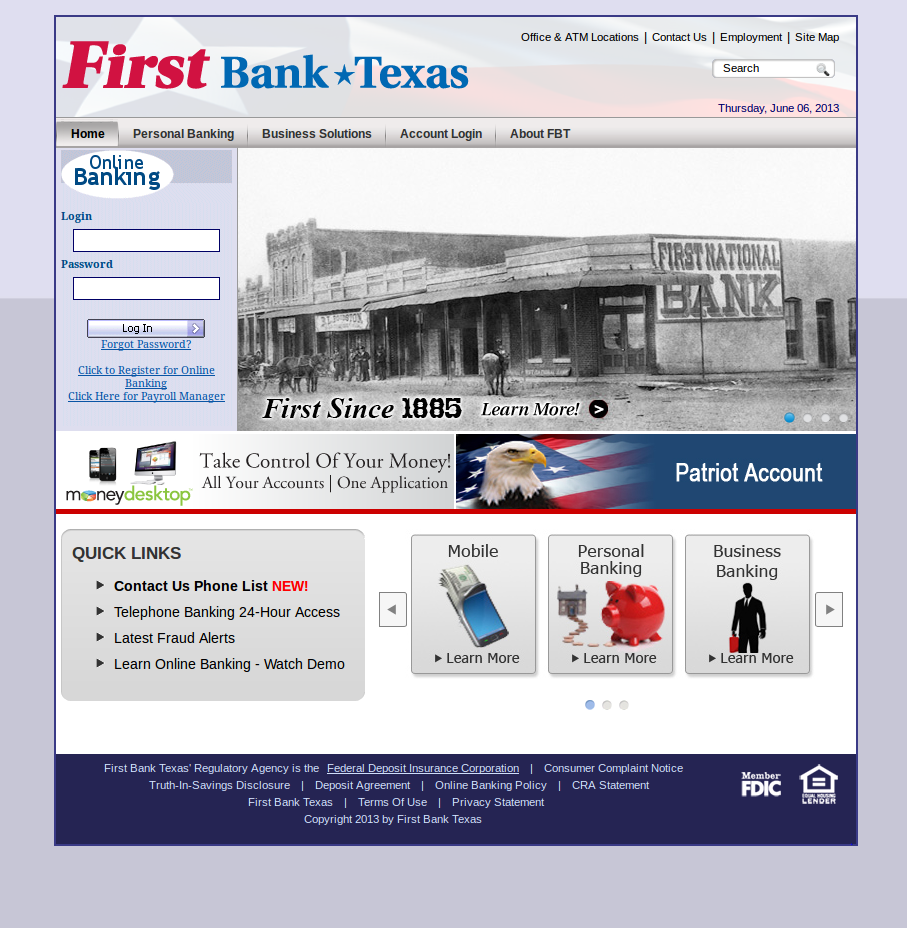 Office & ATM Locations | Contact Us | Employment | Site Map
First Bank Texas
Search
Thursday, June 06, 2013
Home Personal Banking Business Solutions Account Login About FBT
Online
Banking
Login
Password
Log In
Forgot Password?
Click to Register for Online
Banking
Click Here for Payroll Manager
FIRST NATIONAL
BANK
First Since 1885 Learn More!
Take Control Of Your Money!
All Your Accounts | One Application
moneydesktop
Patriot Account
QUICK LINKS
Contact Us Phone List NEW!
Telephone Banking 24-Hour Access
Latest Fraud Alerts
Learn Online Banking - Watch Demo
Mobile
Learn More
Personal
Banking
Learn More
Business
Banking
Learn More
First Bank Texas' Regulatory Agency is the Federal Deposit Insurance Corporation | Consumer Complaint Notice
Truth-In-Savings Disclosure | Deposit Agreement | Online Banking Policy | CRA Statement
First Bank Texas | Terms Of Use | Privacy Statement
Copyright 2013 by First Bank Texas
Member
FDIC
EQUAL HOUSING
LENDER